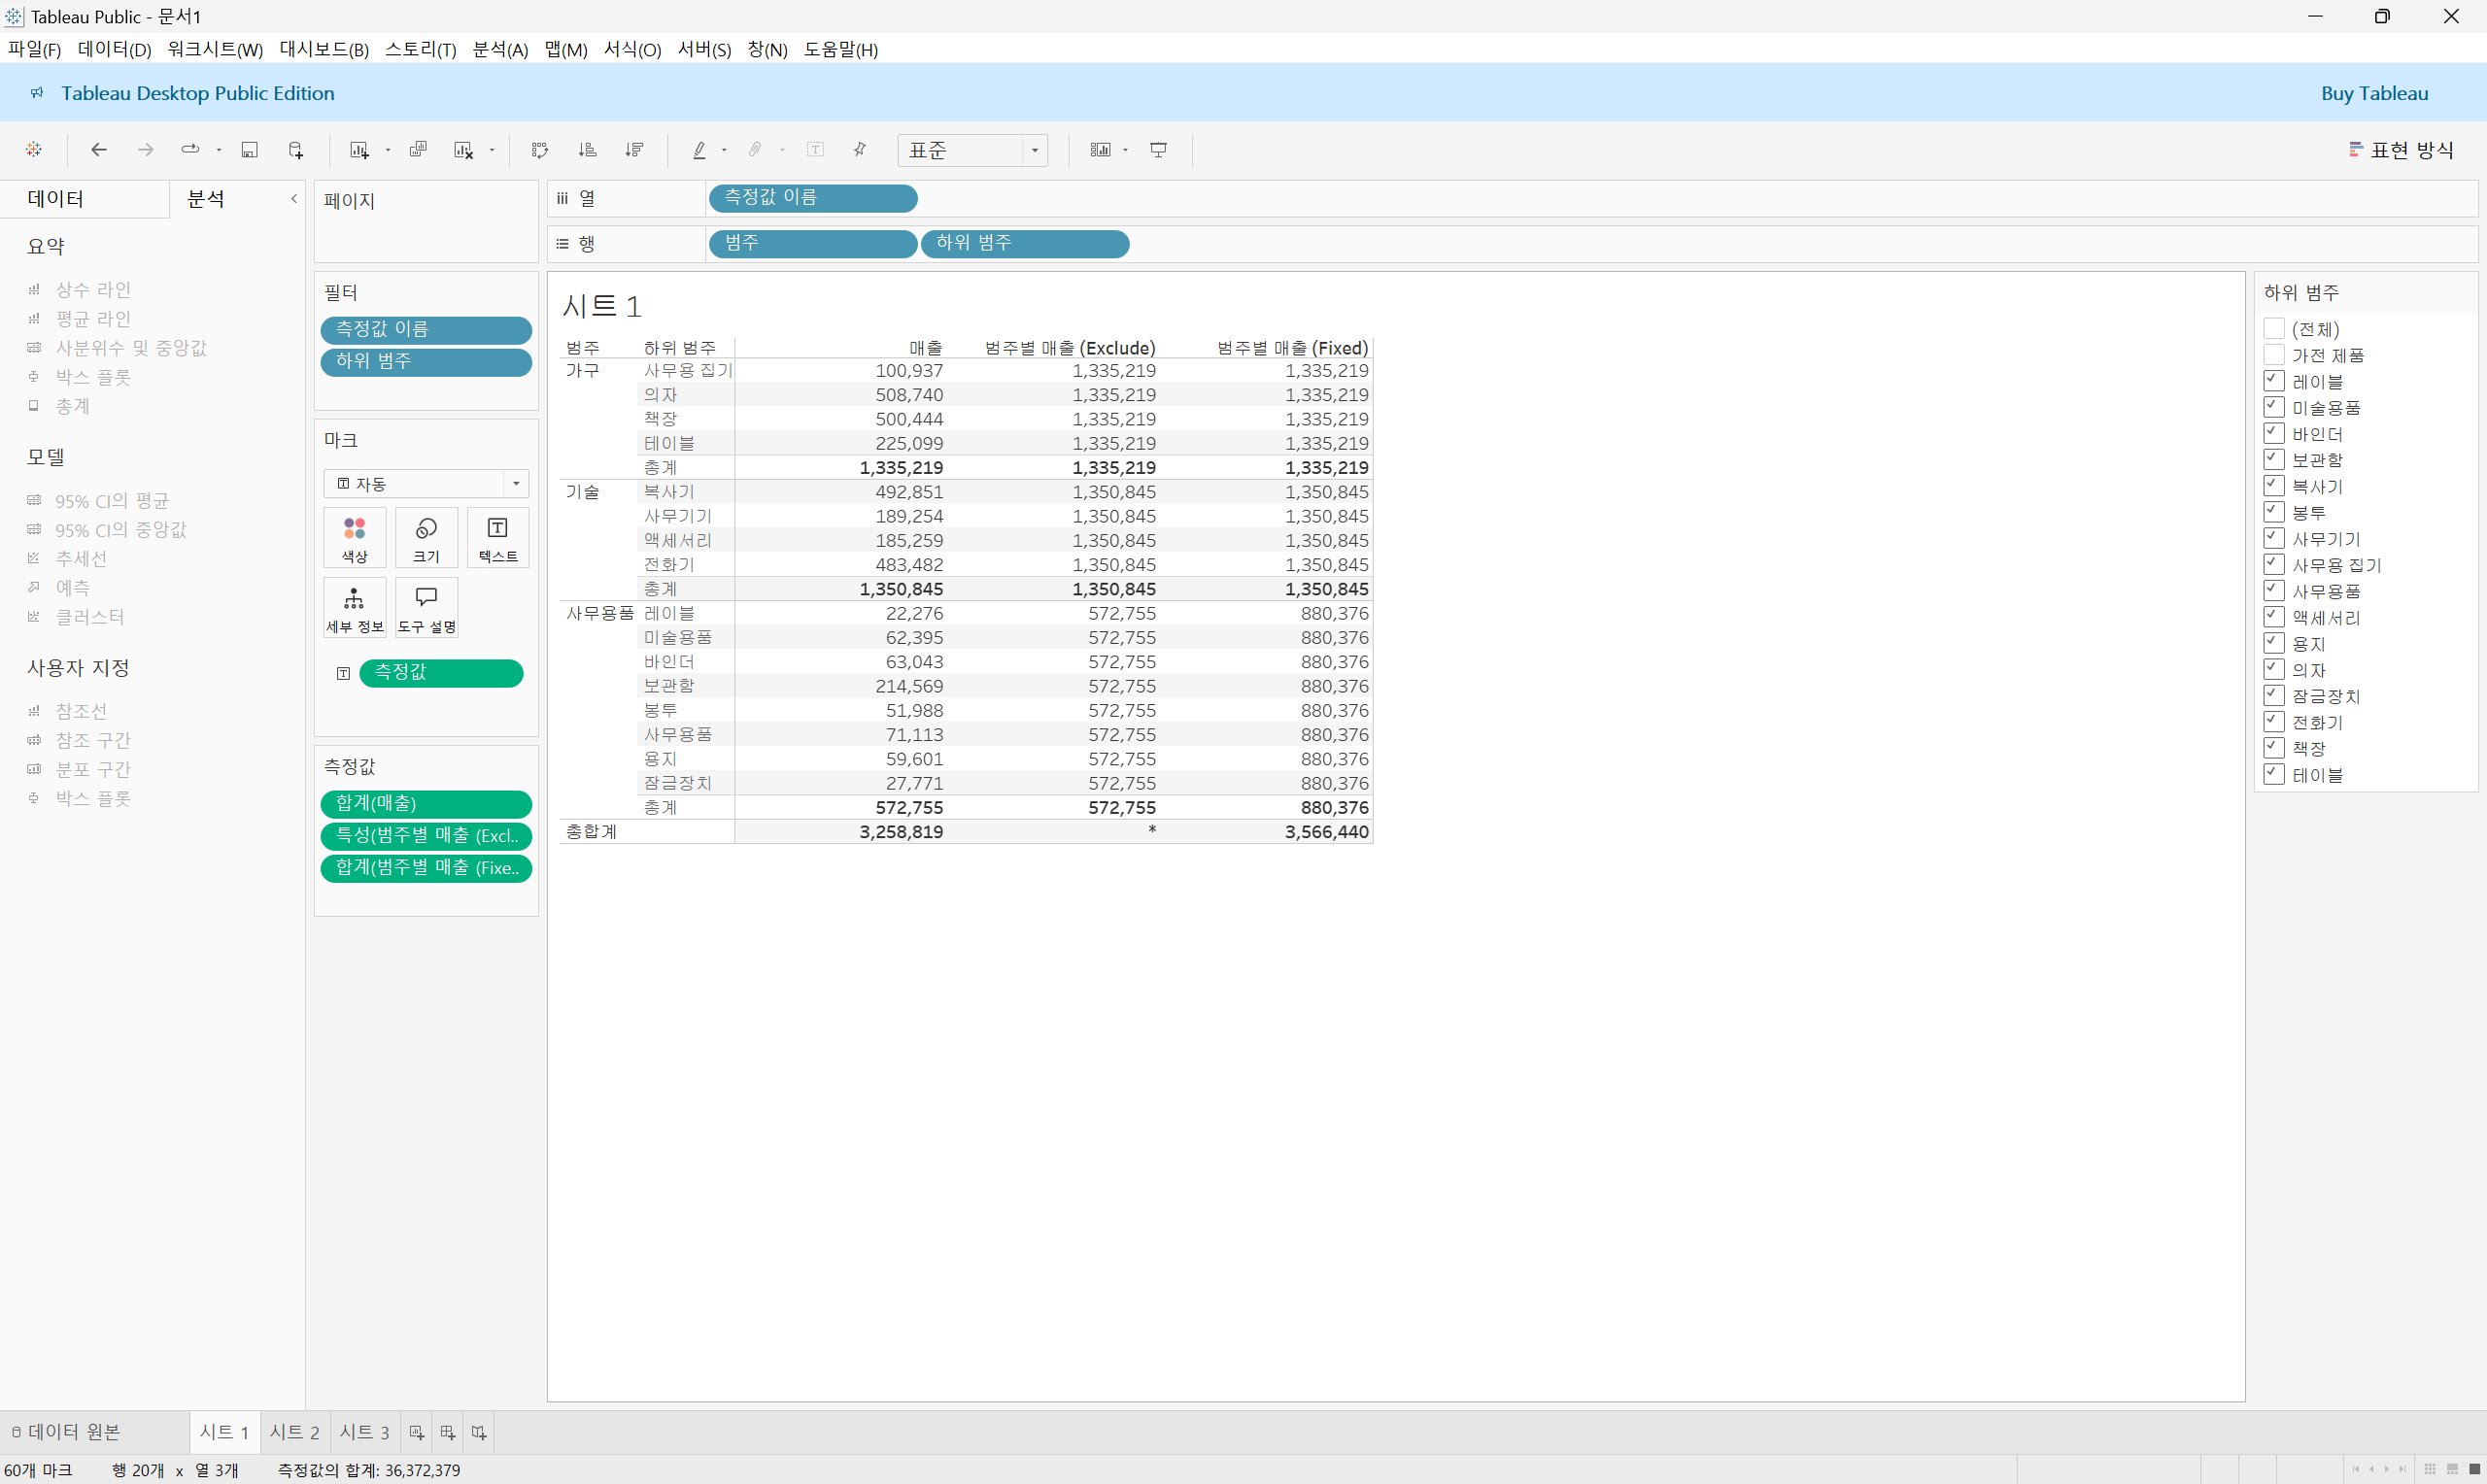 Tableau Public - 문서1
파일(F) 데이터(D) 워크시트(W) 대시보드(B) 스토리(T) 분석(A) 맵(M) 서식(O) 서버(S) 창(N) 도움말(H)
Tableau Desktop Public Edition Buy Tableau
표준 표현 방식
데이터 분석
요약
상수 라인
평균 라인
사분위수 및 중앙값
박스 플롯
총계
모델
95% CI의 평균
95% CI의 중앙값
추세선
예측
클러스터
사용자 지정
참조선
참조 구간
분포 구간
박스 플롯
페이지
필터
측정값 이름
하위 범주
마크
자동
색상 크기 텍스트
세부 정보 도구 설명
측정값
측정값
합계(매출)
특성(범주별 매출 (Excl..
합계(범주별 매출 (Fixe..
열 측정값 이름
행 범주 하위 범주
시트 1
범주 하위 범주 매출 범주별 매출 (Exclude) 범주별 매출 (Fixed)
가구 사무용 집기 100,937 1,335,219 1,335,219
의자 508,740 1,335,219 1,335,219
책장 500,444 1,335,219 1,335,219
테이블 225,099 1,335,219 1,335,219
총계 1,335,219 1,335,219 1,335,219
기술 복사기 492,851 1,350,845 1,350,845
사무기기 189,254 1,350,845 1,350,845
액세서리 185,259 1,350,845 1,350,845
전화기 483,482 1,350,845 1,350,845
총계 1,350,845 1,350,845 1,350,845
사무용품 레이블 22,276 572,755 880,376
미술용품 62,395 572,755 880,376
바인더 63,043 572,755 880,376
보관함 214,569 572,755 880,376
봉투 51,988 572,755 880,376
사무용품 71,113 572,755 880,376
용지 59,601 572,755 880,376
잠금장치 27,771 572,755 880,376
총계 572,755 572,755 880,376
총합계 3,258,819 * 3,566,440
하위 범주
(전체)
가전 제품
레이블
미술용품
바인더
보관함
복사기
봉투
사무기기
사무용 집기
사무용품
액세서리
용지
의자
잠금장치
전화기
책장
테이블
데이터 원본 시트 1 시트 2 시트 3
60개 마크 행 20개 x 열 3개 측정값의 합계: 36,372,379